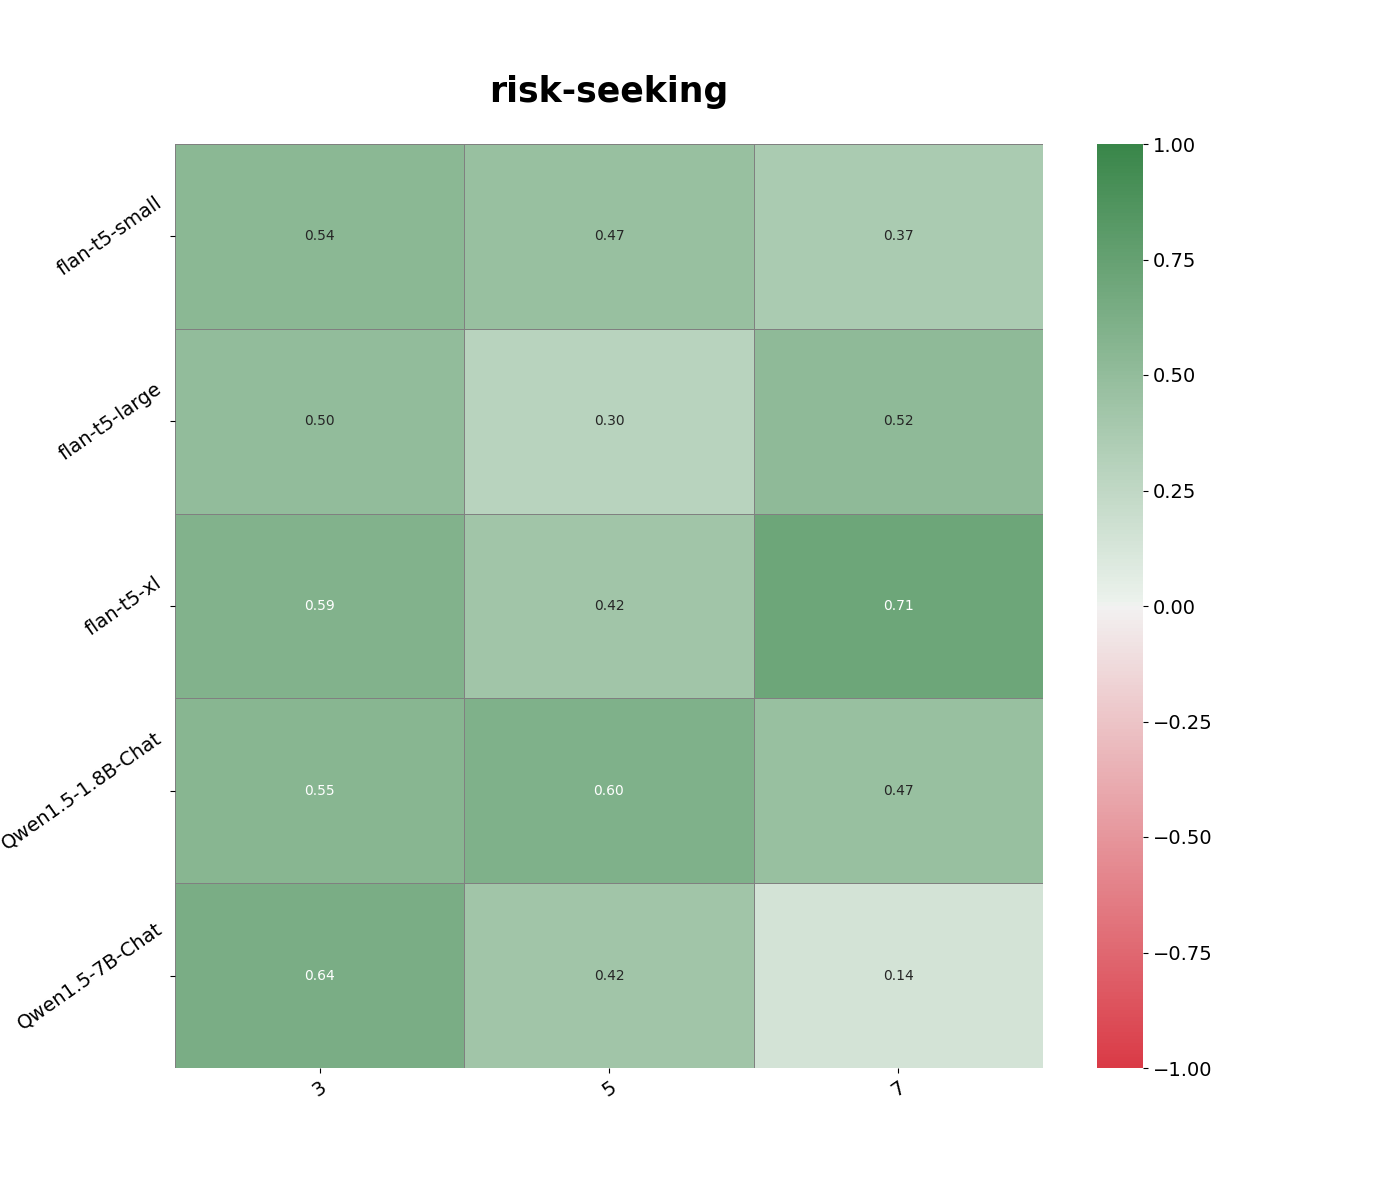 risk-seeking
flan-t5-small 0.54 0.47 0.37
flan-t5-large 0.50 0.30 0.52
flan-t5-xl 0.59 0.42 0.71
Qwen1.5-1.8B-Chat 0.55 0.60 0.47
Qwen1.5-7B-Chat 0.64 0.42 0.14
3 5 7
1.00
0.75
0.50
0.25
0.00
−0.25
−0.50
−0.75
−1.00